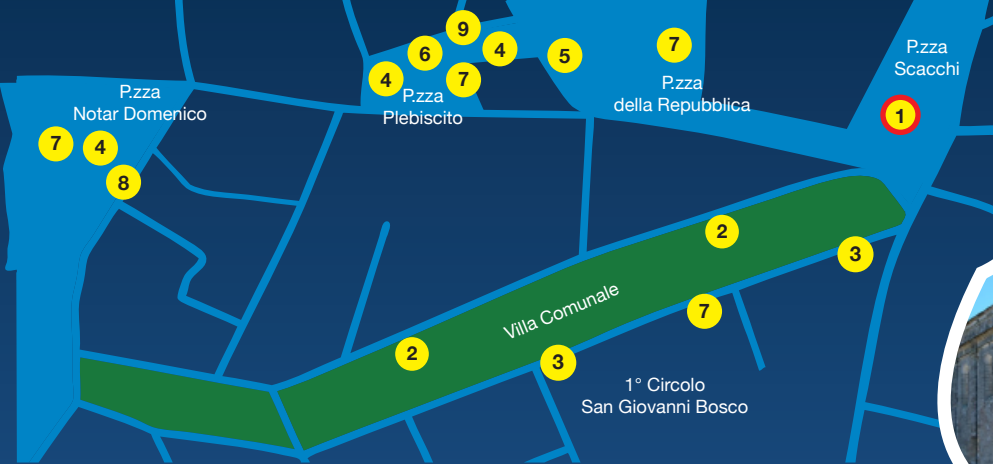 9
6
4
5
7
4
7
P.zza
Plebiscito
P.zza
della Repubblica
P.zza
Scacchi
1
P.zza
Notar Domenico
7
4
8
2
3
Villa Comunale
7
2
3
1° Circolo
San Giovanni Bosco